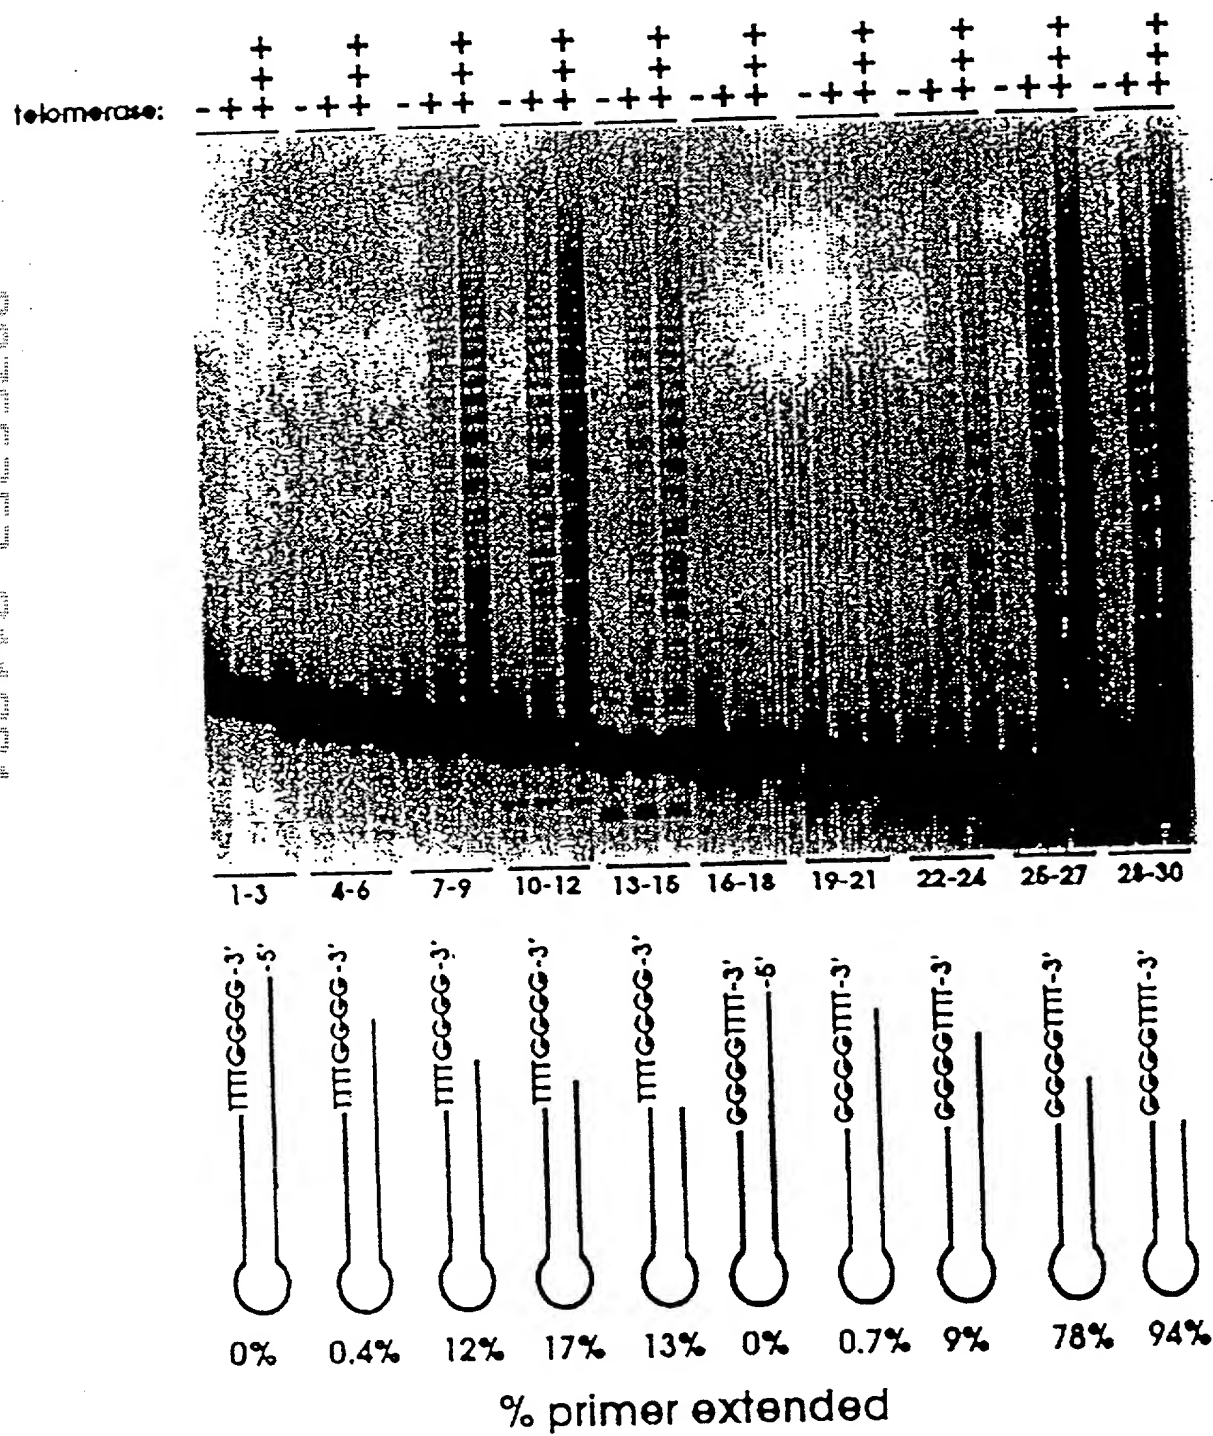 + + + + + + + + + +
+ + + + + + + + + +
telomerase: - + + - + + - + + - + + - + + - + + - + + - + + - + + - + +
1-3 4-6 7-9 10-12 13-15 16-18 19-21 22-24 25-27 28-30
TTTTGGGG-3'
-5'
TTTTGGGG-3'
TTTTGGGG-3'
TTTTGGGG-3'
TTTTGGGG-3'
GGGGTTTT-3'
-5'
GGGGTTTT-3'
GGGGTTTT-3'
GGGGTTTT-3'
GGGGTTTT-3'
0% 0.4% 12% 17% 13% 0% 0.7% 9% 78% 94%
% primer extended